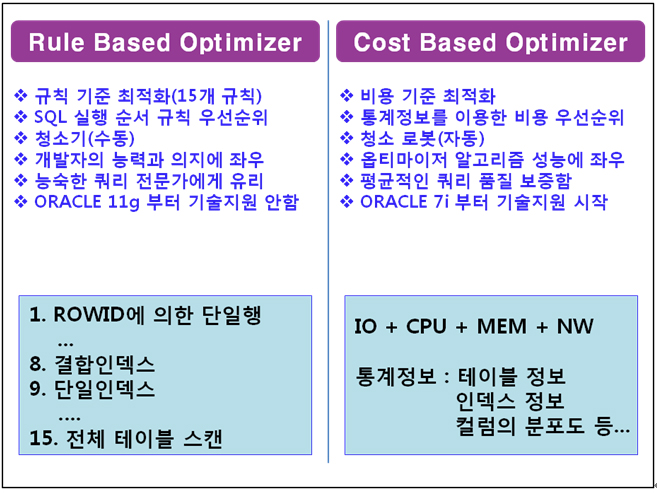 Rule Based Optimizer
❖ 규칙 기준 최적화(15개 규칙)
❖ SQL 실행 순서 규칙 우선순위
❖ 청소기(수동)
❖ 개발자의 능력과 의지에 좌우
❖ 능숙한 쿼리 전문가에게 유리
❖ ORACLE 11g 부터 기술지원 안함
1. ROWID에 의한 단일행
...
8. 결합인덱스
9. 단일인덱스
....
15. 전체 테이블 스캔
Cost Based Optimizer
❖ 비용 기준 최적화
❖ 통계정보를 이용한 비용 우선순위
❖ 청소 로봇(자동)
❖ 옵티마이저 알고리즘 성능에 좌우
❖ 평균적인 쿼리 품질 보증함
❖ ORACLE 7i 부터 기술지원 시작
IO + CPU + MEM + NW
통계정보 : 테이블 정보
인덱스 정보
컬럼의 분포도 등...